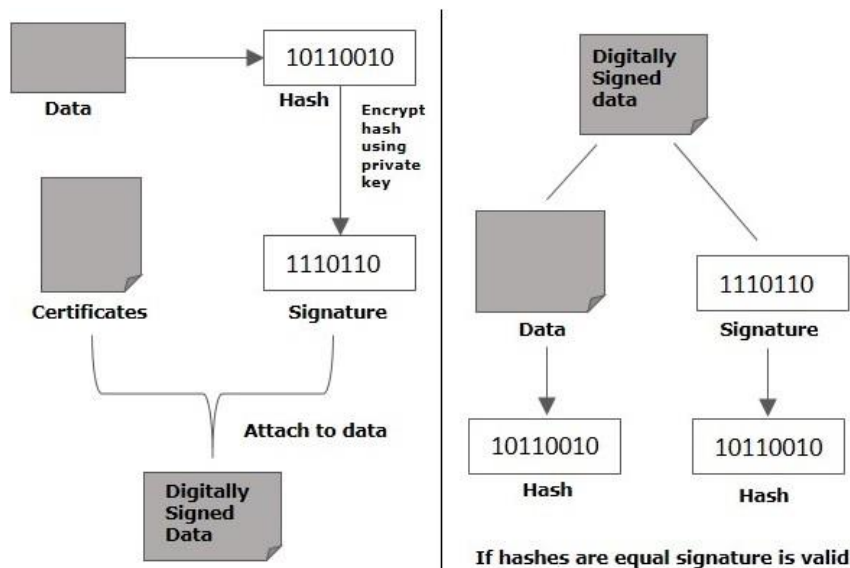 10110010
Data
Hash
Encrypt
hash
using
private
key
1110110
Certificates
Signature
Attach to data
Digitally
Signed
Data
Digitally
Signed
data
1110110
Data
Signature
10110010
10110010
Hash
Hash
If hashes are equal signature is valid